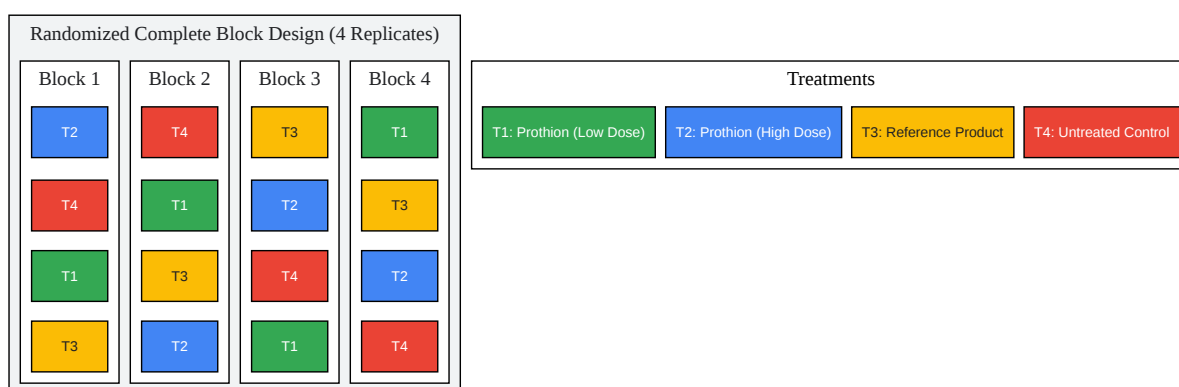 Randomized Complete Block Design (4 Replicates)
Block 1
T2
T4
T1
T3
Block 2
T4
T1
T3
T2
Block 3
T3
T2
T4
T1
Block 4
T1
T3
T2
T4
Treatments
T1: Prothion (Low Dose)
T2: Prothion (High Dose)
T3: Reference Product
T4: Untreated Control